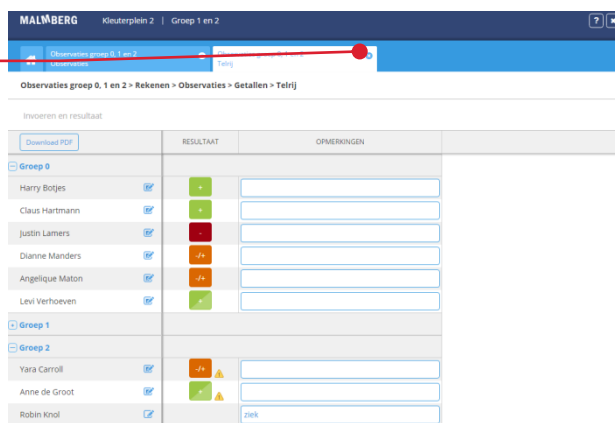 MALMBERG Kleuterplein 2 | Groep 1 en 2 ?
Observaties groep 0, 1 en 2
Observaties
Telrij
Observaties groep 0, 1 en 2 > Rekenen > Observaties > Getallen > Telrij
Invoeren en resultaat
Download PDF RESULTAAT OPMERKINGEN
Groep 0
Harry Botjes +
Claus Hartmann +
Justin Lamers -
Dianne Manders -/+
Angelique Maton -/+
Levi Verhoeven +
Groep 1
Groep 2
Yara Carroll -/+
Anne de Groot +
Robin Knol ziek